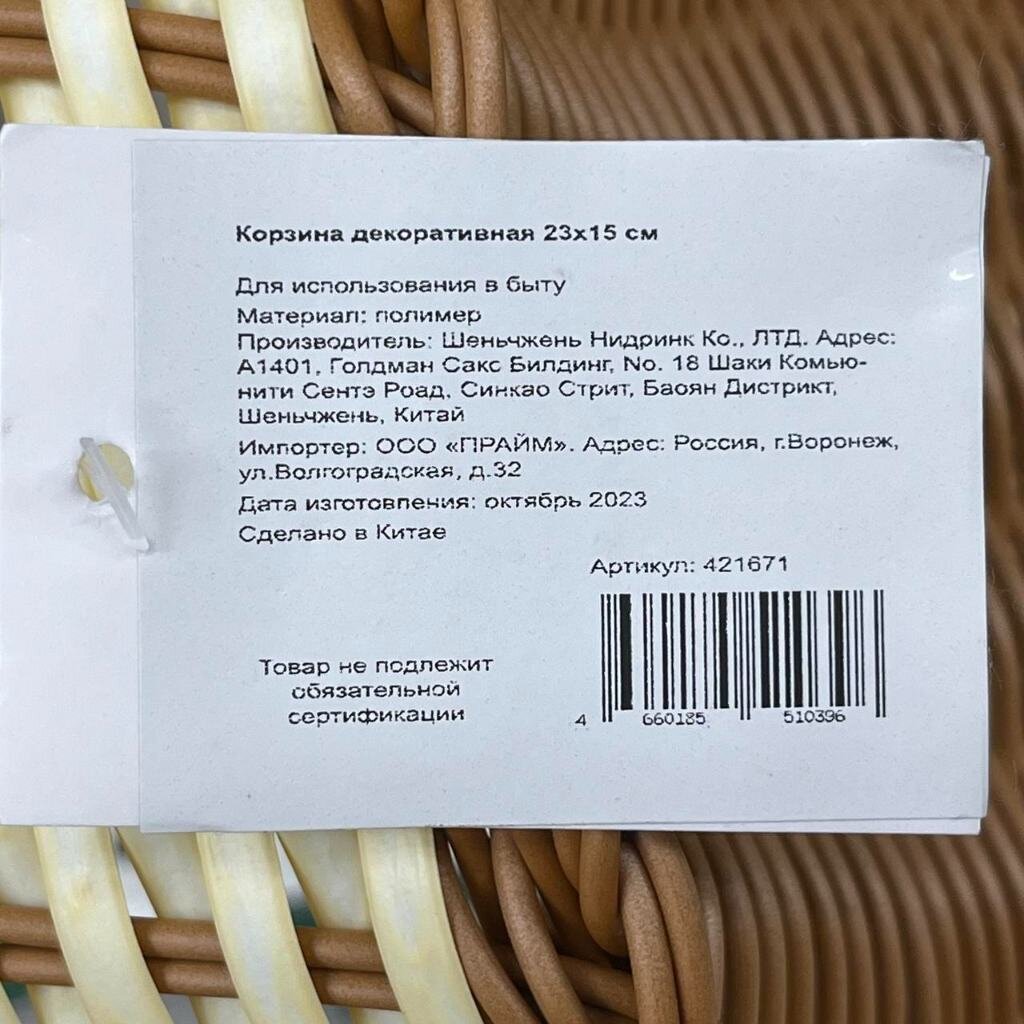 Корзина декоративная 23х15 см
Для использования в быту
Материал: полимер
Производитель: Шеньчжень Нидринк Ко., ЛТД. Адрес:
А1401, Голдман Сакс Билдинг, No. 18 Шаки Комью-
нити Сентэ Роад, Синкао Стрит, Баоян Дистрикт,
Шеньчжень, Китай
Импортер: ООО «ПРАЙМ». Адрес: Россия, г.Воронеж,
ул.Волгоградская, д.32
Дата изготовления: октябрь 2023
Сделано в Китае
Артикул: 421671
Товар не подлежит
обязательной
сертификации
4 660185 510396